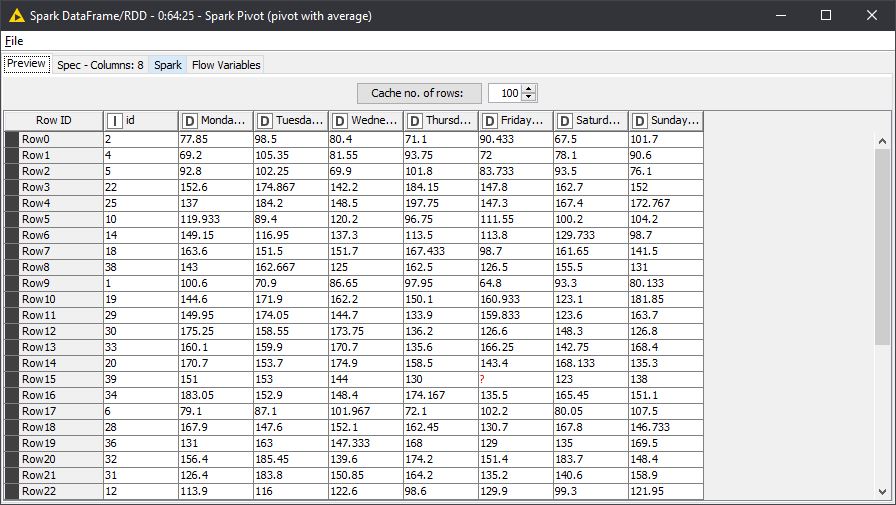 Spark DataFrame/RDD - 0:64:25 - Spark Pivot (pivot with average)
File
Preview Spec - Columns: 8 Spark Flow Variables
Cache no. of rows: 100
Row ID I id D Monda... D Tuesda... D Wedne... D Thursd... D Friday... D Saturd... D Sunday...
Row0 2 77.85 98.5 80.4 71.1 90.433 67.5 101.7
Row1 4 69.2 105.35 81.55 93.75 72 78.1 90.6
Row2 5 92.8 102.25 69.9 101.8 83.733 93.5 76.1
Row3 22 152.6 174.867 142.2 184.15 147.8 162.7 152
Row4 25 137 184.2 148.5 197.75 147.3 167.4 172.767
Row5 10 119.933 89.4 120.2 96.75 111.55 100.2 104.2
Row6 14 149.15 116.95 137.3 113.5 113.8 129.733 98.7
Row7 18 163.6 151.5 151.7 167.433 98.7 161.65 141.5
Row8 38 143 162.667 125 162.5 126.5 155.5 131
Row9 1 100.6 70.9 86.65 97.95 64.8 93.3 80.133
Row10 19 144.6 171.9 162.2 150.1 160.933 123.1 181.85
Row11 29 149.95 174.05 144.7 133.9 159.833 123.6 163.7
Row12 30 175.25 158.55 173.75 136.2 126.6 148.3 126.8
Row13 33 160.1 159.9 170.7 135.6 166.25 142.75 168.4
Row14 20 170.7 153.7 174.9 158.5 143.4 168.133 135.3
Row15 39 151 153 144 130 ? 123 138
Row16 34 183.05 152.9 148.4 174.167 135.5 165.45 151.1
Row17 6 79.1 87.1 101.967 72.1 102.2 80.05 107.5
Row18 28 167.9 147.6 152.1 162.45 130.7 167.8 146.733
Row19 36 131 163 147.333 168 129 135 169.5
Row20 32 156.4 185.45 139.6 174.2 151.4 183.7 148.4
Row21 31 126.4 183.8 150.85 164.2 135.2 140.6 158.9
Row22 12 113.9 116 122.6 98.6 129.9 99.3 121.95